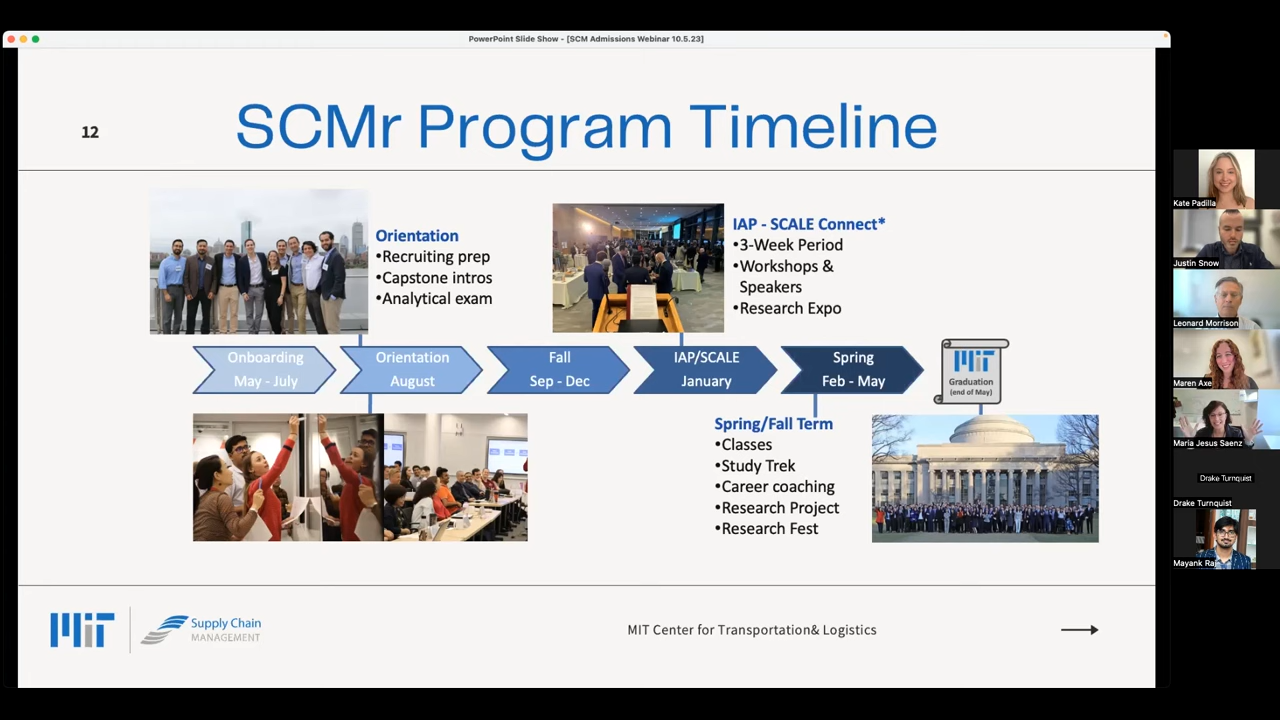 PowerPoint Slide Show - [SCM Admissions Webinar 10.5.23]
12
SCMr Program Timeline
Orientation
•Recruiting prep
•Capstone intros
•Analytical exam
IAP - SCALE Connect*
•3-Week Period
•Workshops &
Speakers
•Research Expo
Onboarding
May - July
Orientation
August
Fall
Sep - Dec
IAP/SCALE
January
Spring
Feb - May
MIT
Graduation
(end of May)
Spring/Fall Term
•Classes
•Study Trek
•Career coaching
•Research Project
•Research Fest
MIT
Supply Chain
MANAGEMENT
MIT Center for Transportation& Logistics
Kate Padilla
Justin Snow
Leonard Morrison
Maren Axe
Maria Jesus Saenz
Drake Turnquist
Drake Turnquist
Mayank Raj